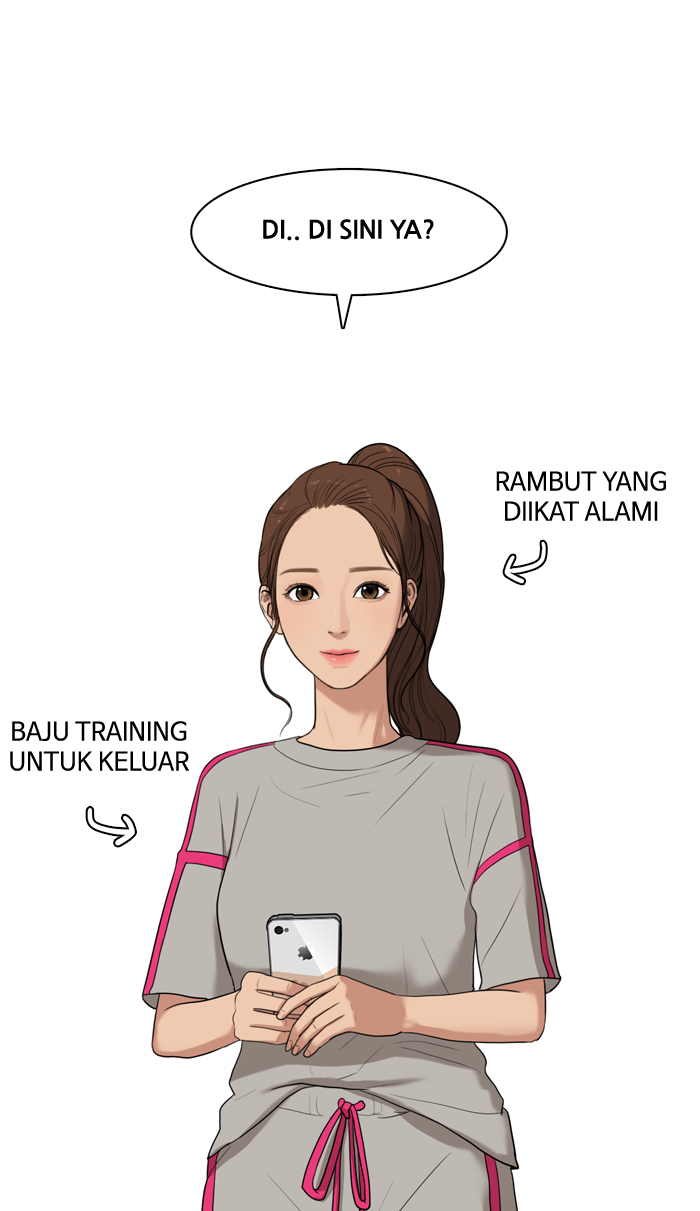 DI.. DI SINI YA?
RAMBUT YANG
DIIKAT ALAMI
BAJU TRAINING
UNTUK KELUAR